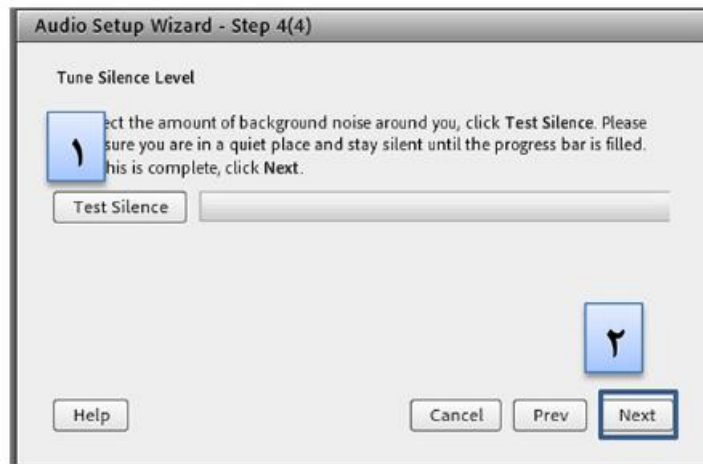 Audio Setup Wizard - Step 4(4)
Tune Silence Level
ect the amount of background noise around you, click Test Silence. Please
sure you are in a quiet place and stay silent until the progress bar is filled.
his is complete, click Next.
۱
Test Silence
۲
Help
Cancel
Prev
Next